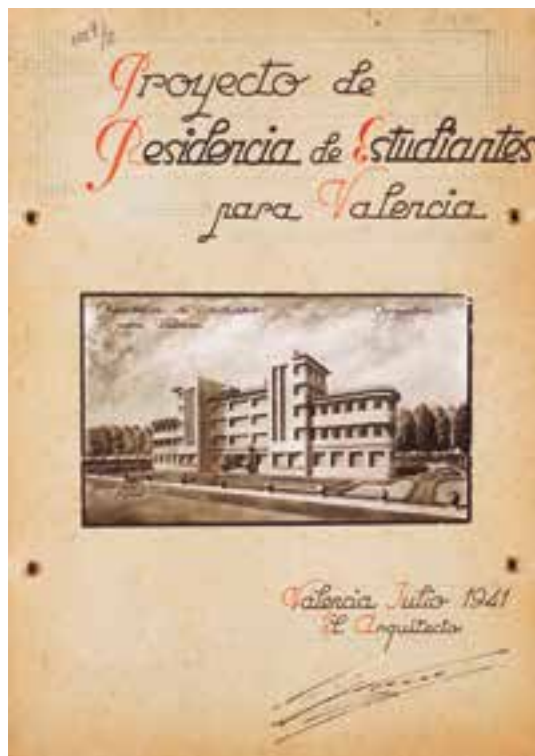 Proyecto de
Residencia de Estudiantes
para Valencia
Valencia Julio 1941
El Arquitecto